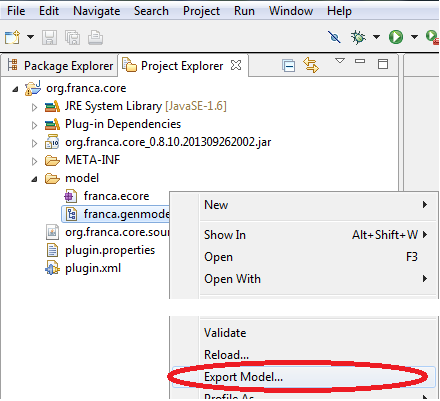 File Edit Navigate Search Project Run Window Help
Package Explorer Project Explorer
org.franca.core
JRE System Library [JavaSE-1.6]
Plug-in Dependencies
org.franca.core_0.8.10.201309262002.jar
META-INF
model
franca.ecore
franca.genmode
org.franca.core.sour
plugin.properties
plugin.xml
New
Show In Alt+Shift+W
Open F3
Open With
Validate
Reload...
Export Model...
Profile As